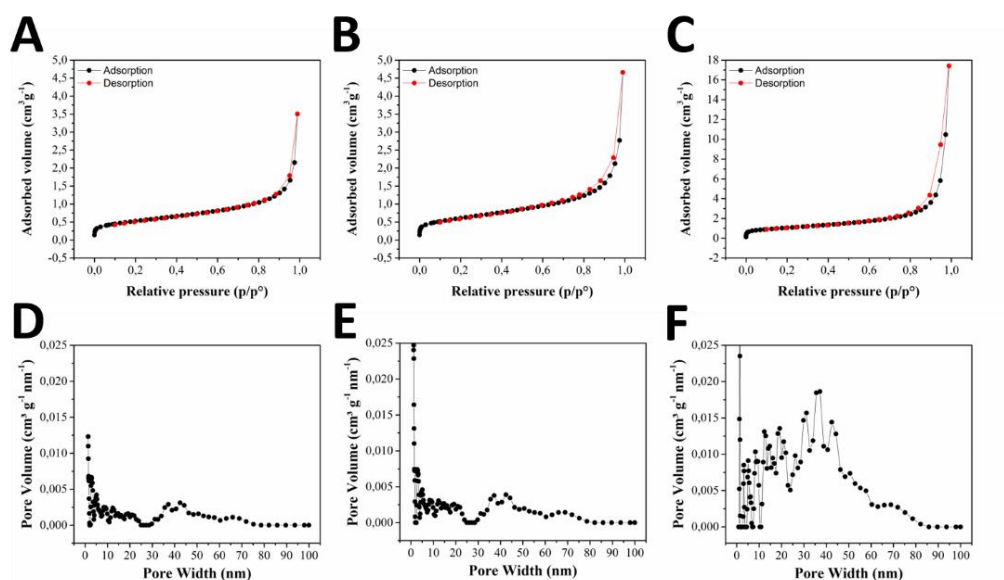 A
Adsorbed volume (cm³g⁻¹)
5,0
4,5
4,0
3,5
3,0
2,5
2,0
1,5
1,0
0,5
0,0
-0,5
Adsorption
Desorption
0,0 0,2 0,4 0,6 0,8 1,0
Relative pressure (p/p°)
B
Adsorbed volume (cm³g⁻¹)
5,0
4,5
4,0
3,5
3,0
2,5
2,0
1,5
1,0
0,5
0,0
-0,5
Adsorption
Desorption
0,0 0,2 0,4 0,6 0,8 1,0
Relative pressure (p/p°)
C
Adsorbed volume (cm³g⁻¹)
18
16
14
12
10
8
6
4
2
0
-2
Adsorption
Desorption
0,0 0,2 0,4 0,6 0,8 1,0
Relative pressure (p/p°)
D
Pore Volume (cm³ g⁻¹ nm⁻¹)
0,025
0,020
0,015
0,010
0,005
0,000
0 10 20 30 40 50 60 70 80 90 100
Pore Width (nm)
E
Pore Volume (cm³ g⁻¹ nm⁻¹)
0,025
0,020
0,015
0,010
0,005
0,000
0 10 20 30 40 50 60 70 80 90 100
Pore Width (nm)
F
Pore Volume (cm³ g⁻¹ nm⁻¹)
0,025
0,020
0,015
0,010
0,005
0,000
0 10 20 30 40 50 60 70 80 90 100
Pore Width (nm)